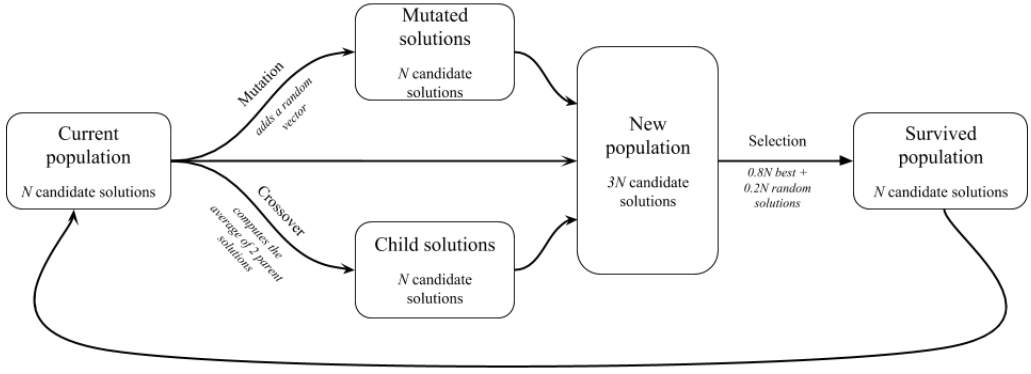 Current
population
N candidate solutions
Mutation
adds a random
vector
Mutated
solutions
N candidate
solutions
Crossover
computes the
average of 2 parent
solutions
Child solutions
N candidate
solutions
New
population
3N candidate
solutions
Selection
0.8N best +
0.2N random
solutions
Survived
population
N candidate solutions